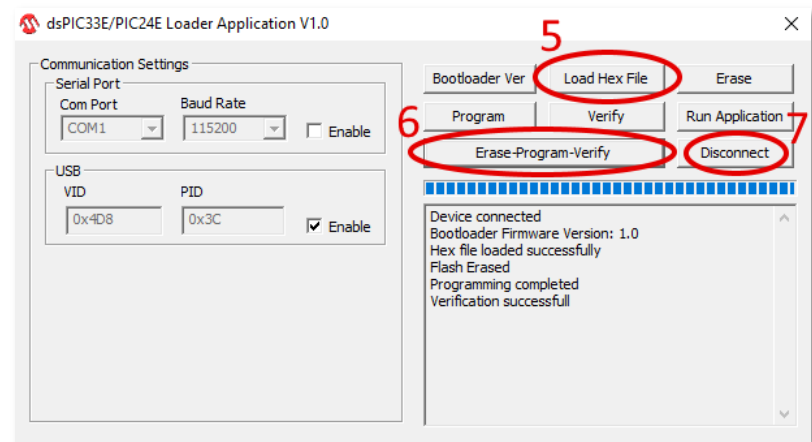 dsPIC33E/PIC24E Loader Application V1.0
Communication Settings
Serial Port
Com Port
Baud Rate
COM1
115200
Enable
USB
VID
PID
0x4D8
0x3C
Enable
5
Bootloader Ver
Load Hex File
Erase
6
Program
Verify
Run Application
7
Erase-Program-Verify
Disconnect
Device connected
Bootloader Firmware Version: 1.0
Hex file loaded successfully
Flash Erased
Programming completed
Verification successfull